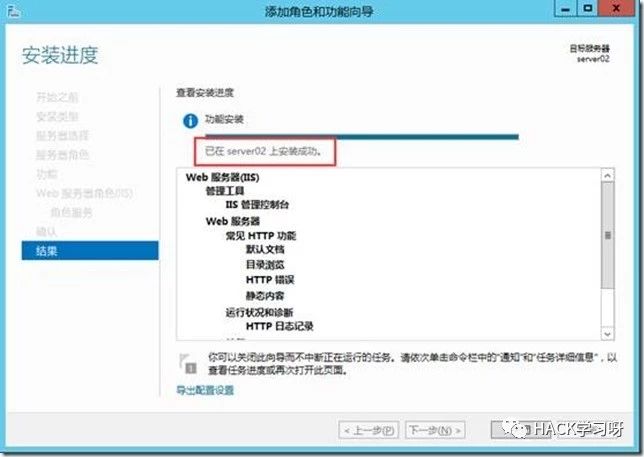 添加角色和功能向导
安装进度
目标服务器
server02
开始之前
安装类型
服务器选择
服务器角色
功能
Web 服务器角色(IIS)
角色服务
确认
结果
查看安装进度
功能安装
已在 server02 上安装成功。
Web 服务器(IIS)
管理工具
IIS 管理控制台
Web 服务器
常见 HTTP 功能
默认文档
目录浏览
HTTP 错误
静态内容
运行状况和诊断
HTTP 日志记录
你可以关闭此向导而不中断正在运行的任务。请依次单击命令栏中的"通知"和"任务详细信息"，以
查看任务进度或再次打开此页面。
导出配置设置
< 上一步(P)
下一步(N) >
HACK学习呀